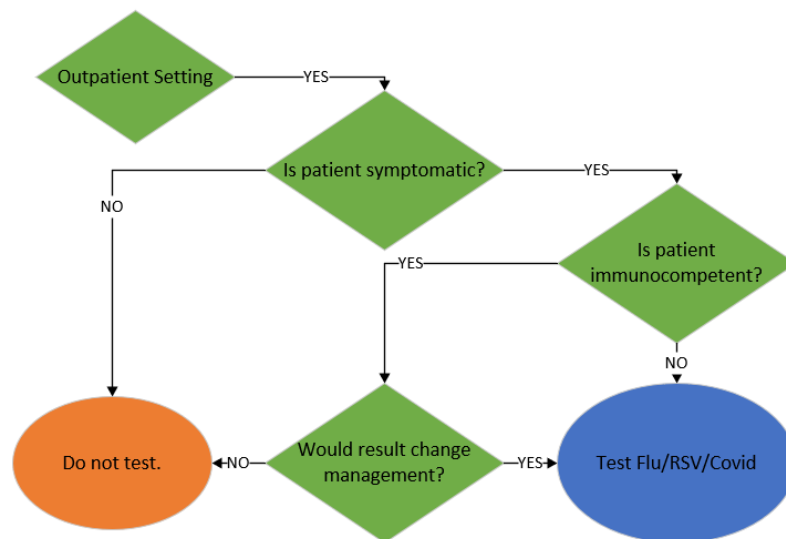 Outpatient Setting
YES
Is patient symptomatic?
YES
NO
Is patient
immunocompetent?
YES
NO
Do not test.
NO
Would result change
management?
YES
Test Flu/RSV/Covid